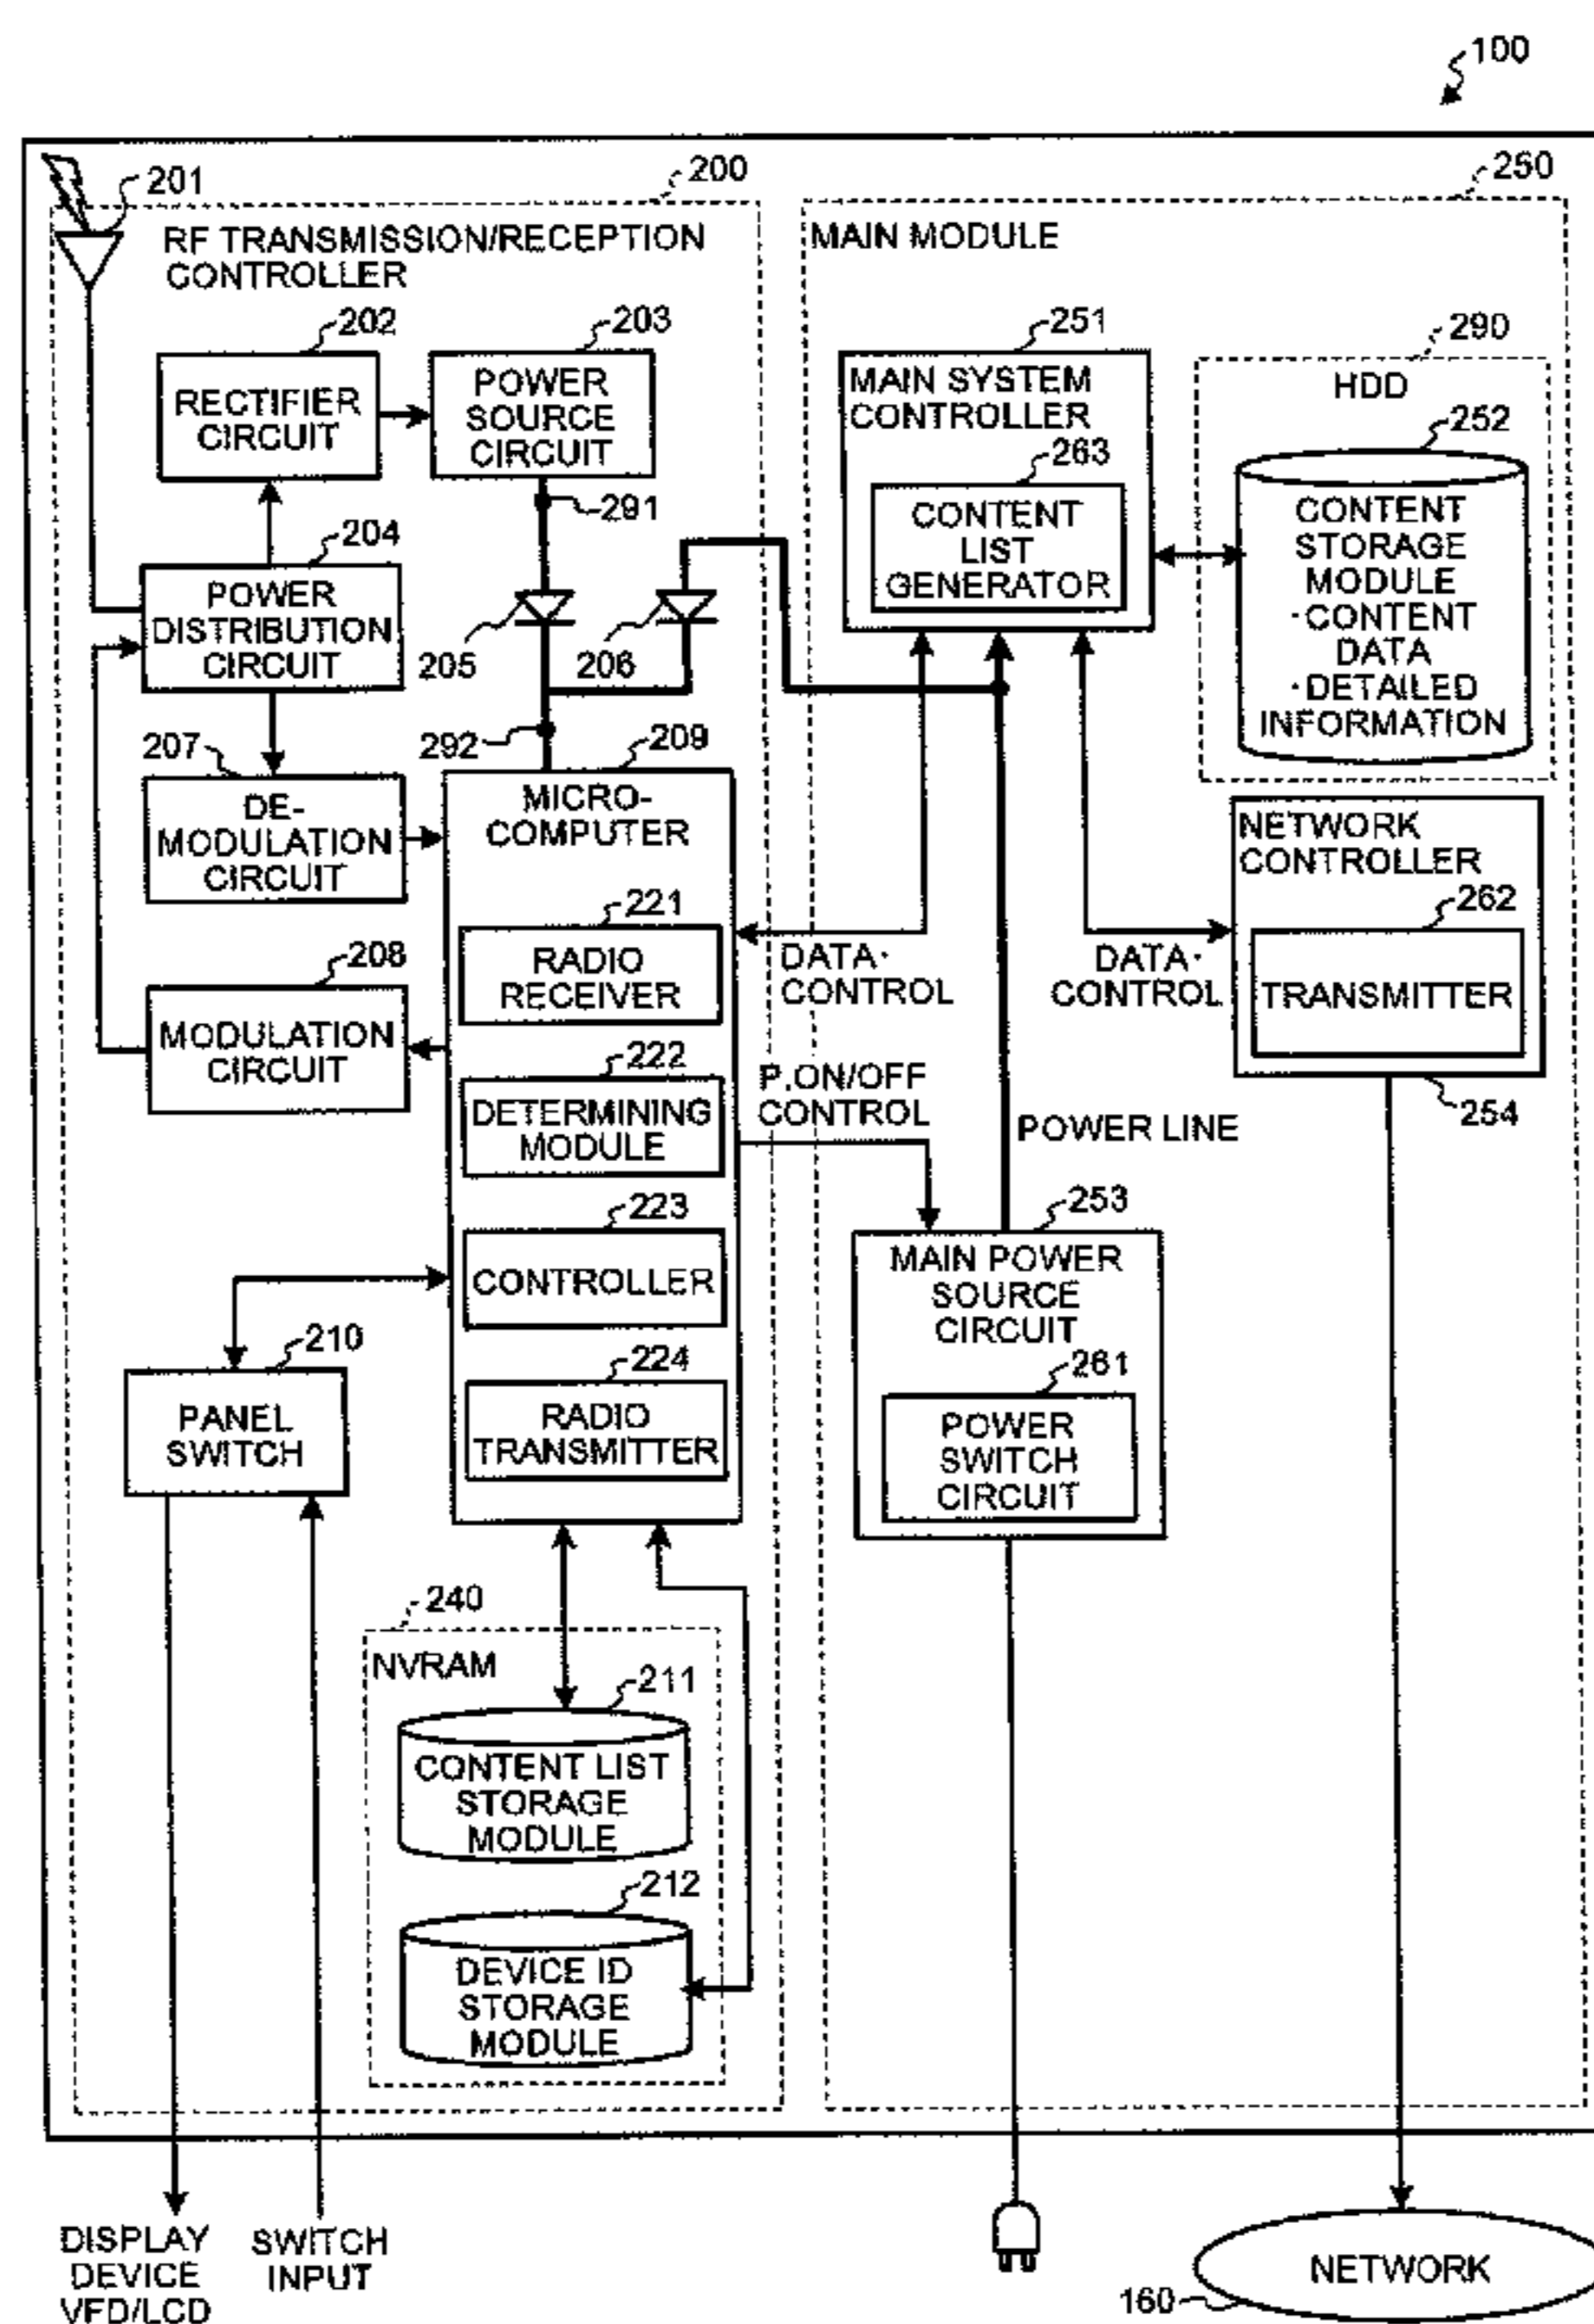 100
201
200
250
RF TRANSMISSION/RECEPTION
CONTROLLER
MAIN MODULE
202
203
251
290
RECTIFIER
CIRCUIT
POWER
SOURCE
CIRCUIT
MAIN SYSTEM
CONTROLLER
HDD
252
263
291
CONTENT
LIST
GENERATOR
CONTENT
STORAGE
MODULE
·CONTENT
DATA
·DETAILED
INFORMATION
204
POWER
DISTRIBUTION
CIRCUIT
205
206
292
207
209
DE-
MODULATION
CIRCUIT
MICRO-
COMPUTER
NETWORK
CONTROLLER
221
262
RADIO
RECEIVER
DATA·
CONTROL
DATA·
CONTROL
TRANSMITTER
208
MODULATION
CIRCUIT
222
DETERMINING
MODULE
P.ON/OFF
CONTROL
POWER LINE
254
223
253
CONTROLLER
MAIN POWER
SOURCE
CIRCUIT
210
224
261
PANEL
SWITCH
RADIO
TRANSMITTER
POWER
SWITCH
CIRCUIT
240
NVRAM
211
CONTENT LIST
STORAGE
MODULE
212
DEVICE ID
STORAGE
MODULE
DISPLAY
DEVICE
VFD/LCD
SWITCH
INPUT
NETWORK
160